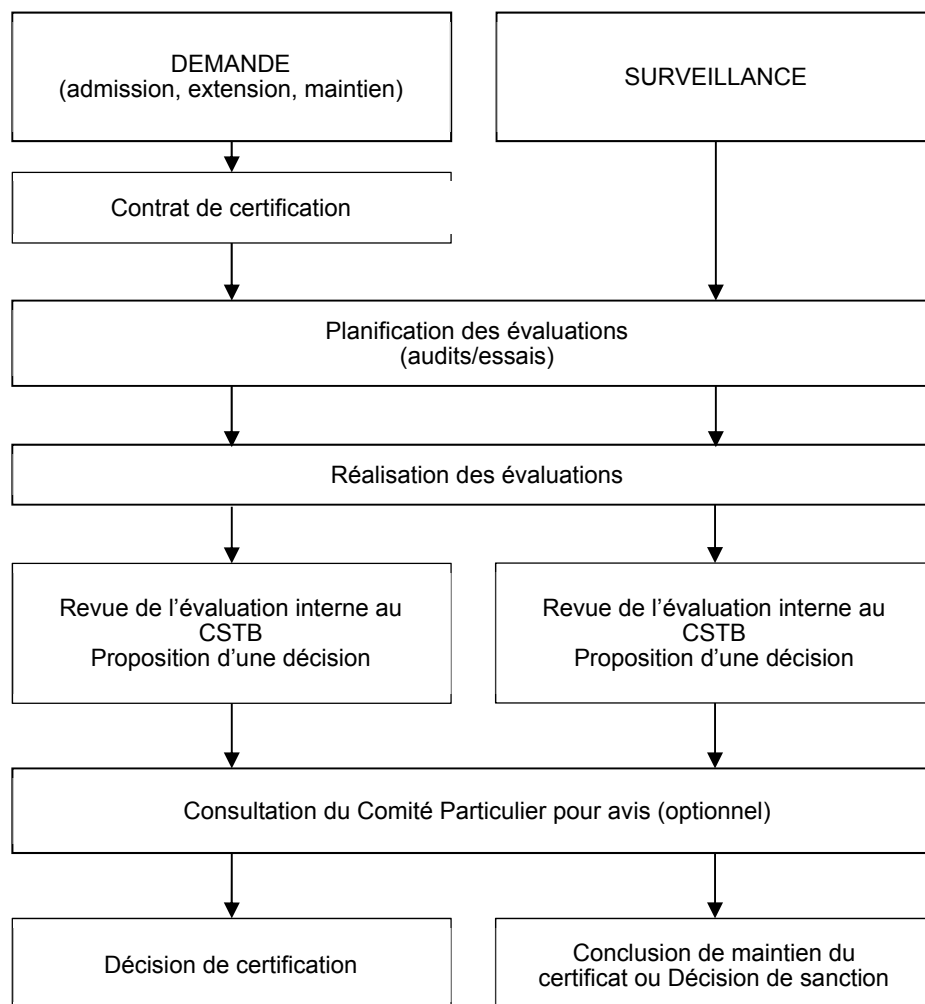 DEMANDE
(admission, extension, maintien)
SURVEILLANCE
Contrat de certification
Planification des évaluations
(audits/essais)
Réalisation des évaluations
Revue de l’évaluation interne au
CSTB
Proposition d’une décision
Revue de l’évaluation interne au
CSTB
Proposition d’une décision
Consultation du Comité Particulier pour avis (optionnel)
Décision de certification
Conclusion de maintien du
certificat ou Décision de sanction